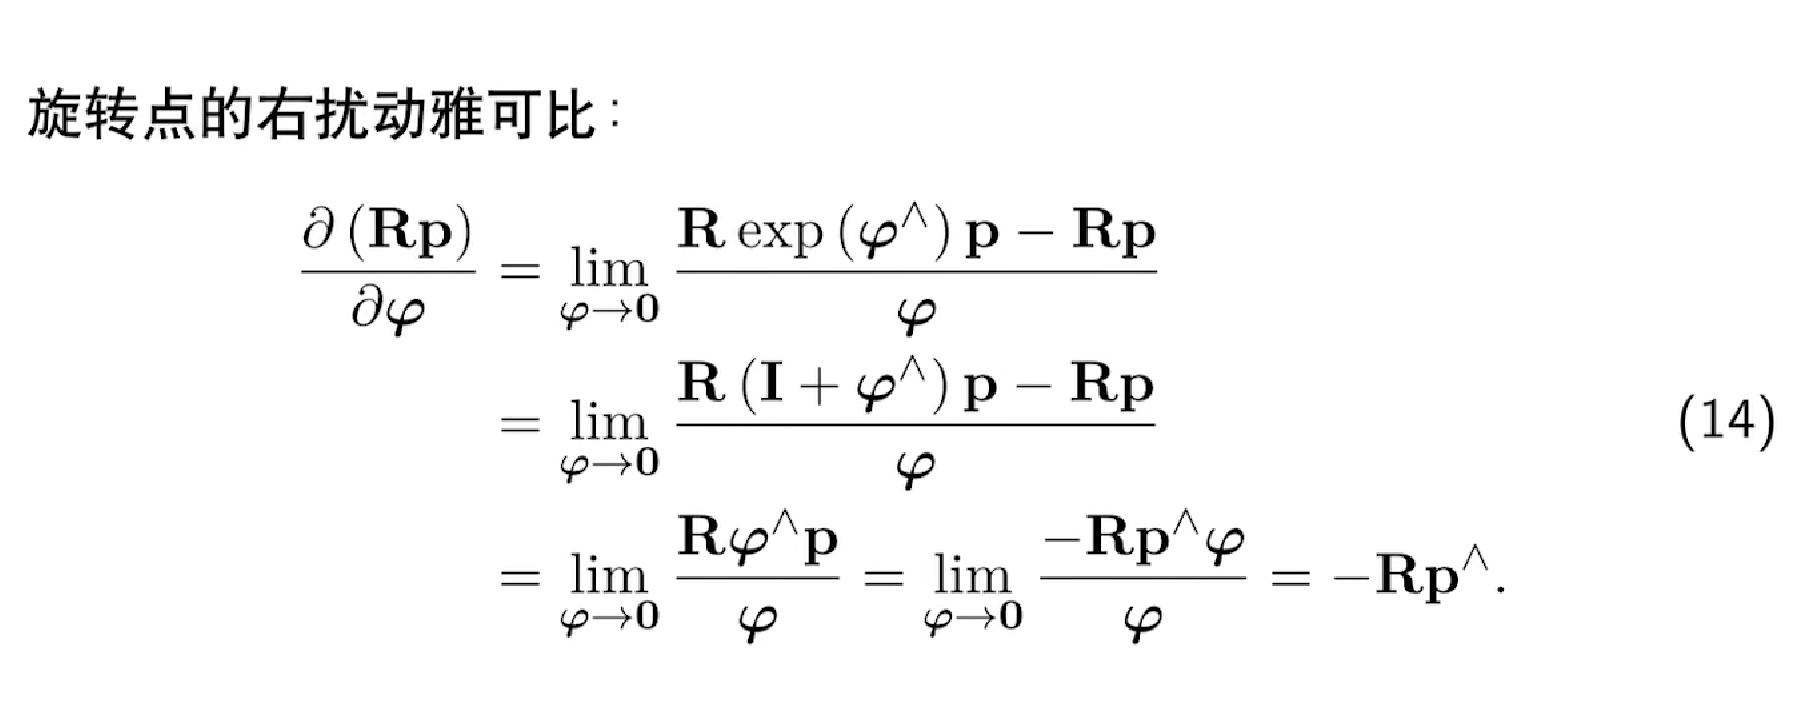 旋转点的右扰动雅可比：
∂(Rp)/∂φ = lim_{φ→0} (R exp(φ^∧) p − Rp)/φ
= lim_{φ→0} (R(I + φ^∧) p − Rp)/φ (14)
= lim_{φ→0} (Rφ^∧p)/φ = lim_{φ→0} (−Rp^∧φ)/φ = −Rp^∧.